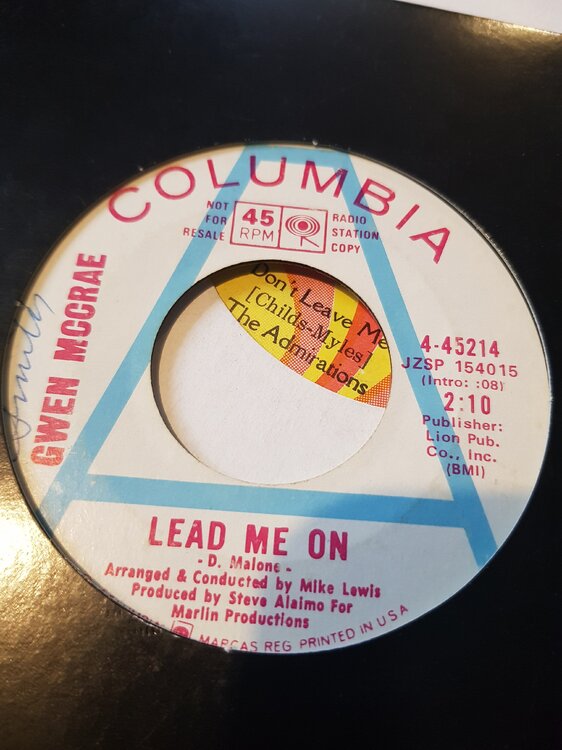 COLUMBIA
NOT
FOR
RESALE
45
RPM
RADIO
STATION
COPY
GWEN MCCRAE
Don't Leave Me
[Childs-Myles]
The Admirations
4-45214
JZSP 154015
(Intro: :08)
2:10
Publisher:
Lion Pub.
Co., Inc.
(BMI)
LEAD ME ON
- D. Malone -
Arranged & Conducted by Mike Lewis
Produced by Steve Alaimo For
Marlin Productions
MARCAS REG. PRINTED IN U.S.A